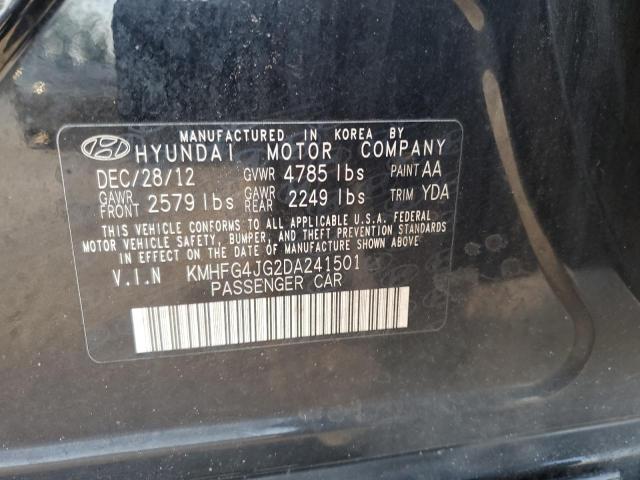 MANUFACTURED IN KOREA BY
HYUNDAI MOTOR COMPANY
DEC/28/12 GVWR 4785 lbs PAINT AA
GAWR FRONT 2579 lbs GAWR REAR 2249 lbs TRIM YDA
THIS VEHICLE CONFORMS TO ALL APPLICABLE U.S.A. FEDERAL
MOTOR VEHICLE SAFETY, BUMPER, AND THEFT PREVENTION STANDARDS
IN EFFECT ON THE DATE OF MANUFACTURE SHOWN ABOVE.
V.I.N KMHFG4JG2DA241501
PASSENGER CAR